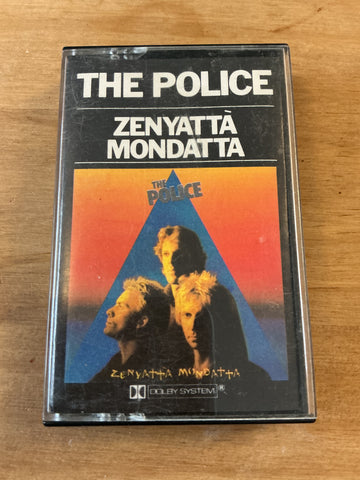 THE POLICE
ZENYATTÀ
MONDATTA
THE
POLICE
ZENYATTA MONDATTA
DOLBY SYSTEM®